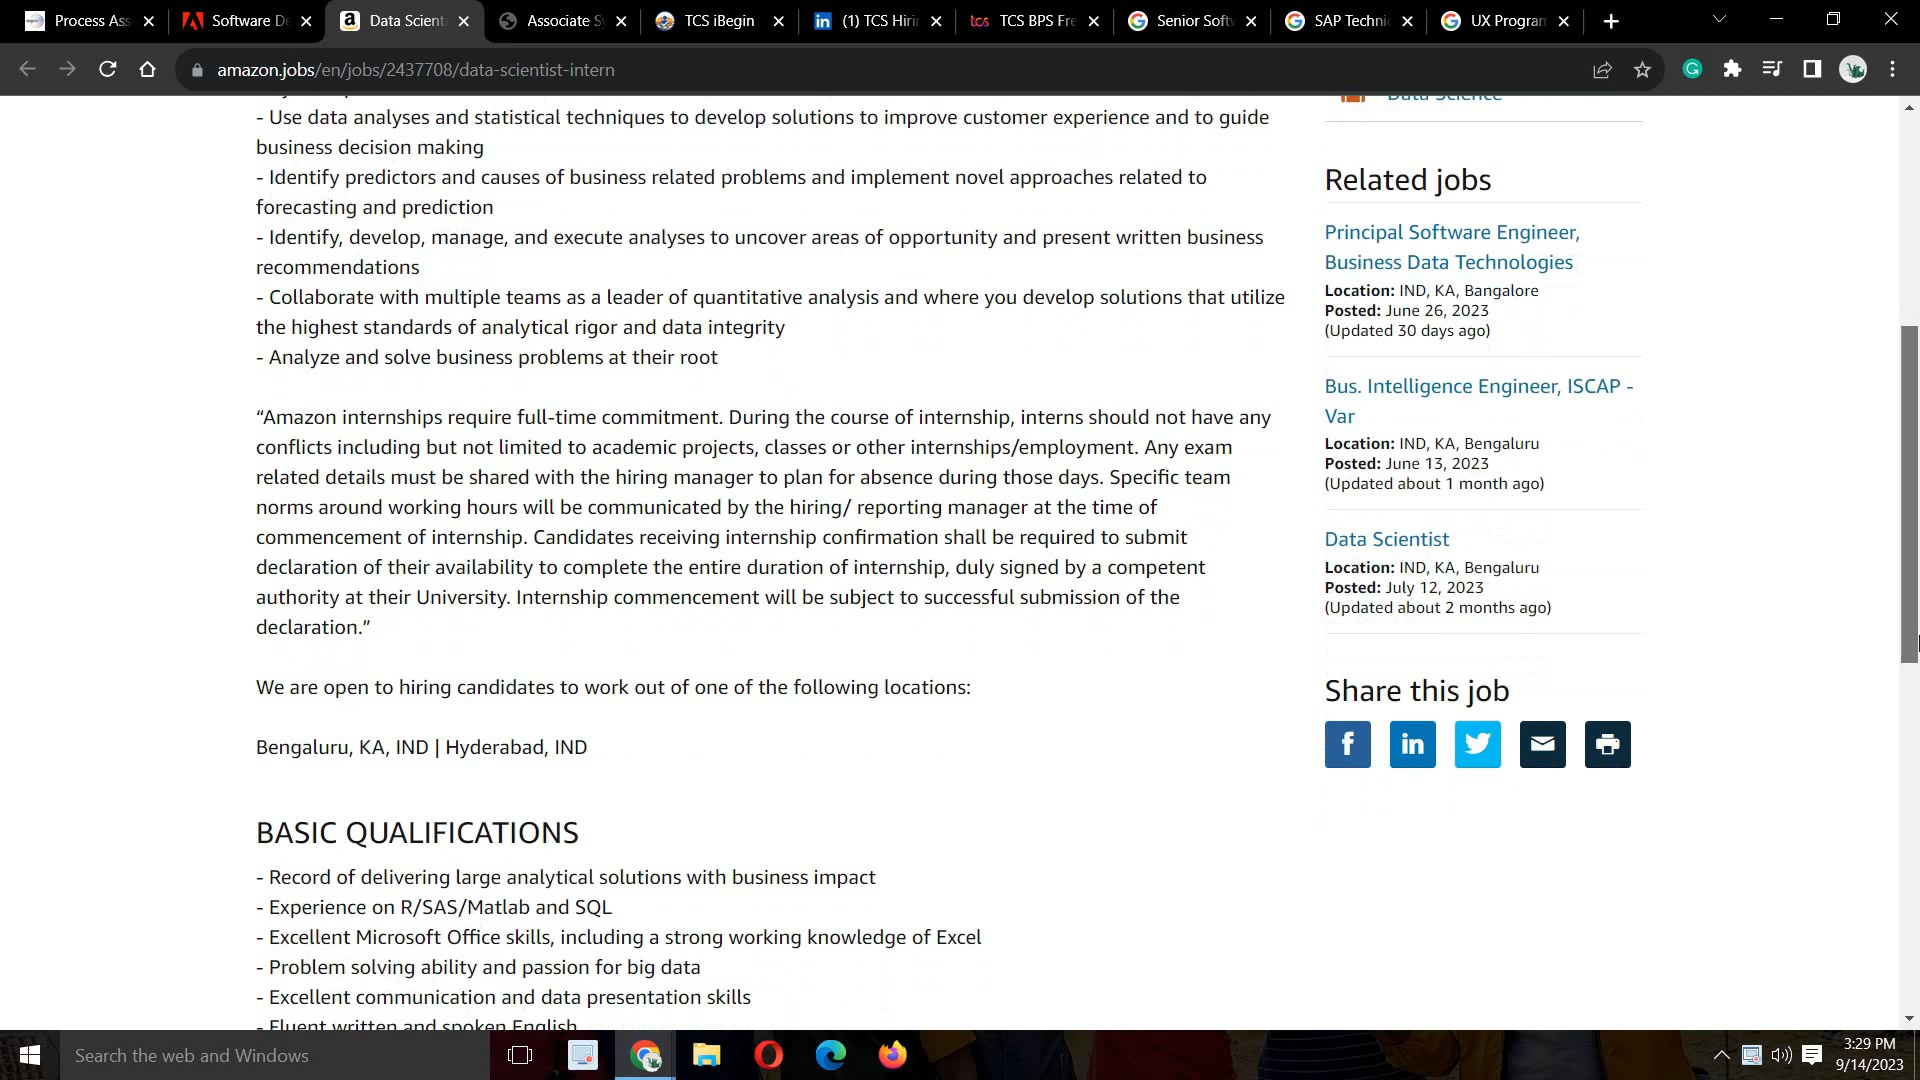 Process Ass
Software De
Data Scient
Associate Sy
TCS iBegin
(1) TCS Hirin
TCS BPS Fre
Senior Softw
SAP Technic
UX Program
amazon.jobs/en/jobs/2437708/data-scientist-intern
- Use data analyses and statistical techniques to develop solutions to improve customer experience and to guide
business decision making
- Identify predictors and causes of business related problems and implement novel approaches related to
forecasting and prediction
- Identify, develop, manage, and execute analyses to uncover areas of opportunity and present written business
recommendations
- Collaborate with multiple teams as a leader of quantitative analysis and where you develop solutions that utilize
the highest standards of analytical rigor and data integrity
- Analyze and solve business problems at their root
“Amazon internships require full-time commitment. During the course of internship, interns should not have any
conflicts including but not limited to academic projects, classes or other internships/employment. Any exam
related details must be shared with the hiring manager to plan for absence during those days. Specific team
norms around working hours will be communicated by the hiring/ reporting manager at the time of
commencement of internship. Candidates receiving internship confirmation shall be required to submit
declaration of their availability to complete the entire duration of internship, duly signed by a competent
authority at their University. Internship commencement will be subject to successful submission of the
declaration.”
We are open to hiring candidates to work out of one of the following locations:
Bengaluru, KA, IND | Hyderabad, IND
BASIC QUALIFICATIONS
- Record of delivering large analytical solutions with business impact
- Experience on R/SAS/Matlab and SQL
- Excellent Microsoft Office skills, including a strong working knowledge of Excel
- Problem solving ability and passion for big data
- Excellent communication and data presentation skills
- Fluent written and spoken English
Data Science
Related jobs
Principal Software Engineer,
Business Data Technologies
Location: IND, KA, Bangalore
Posted: June 26, 2023
(Updated 30 days ago)
Bus. Intelligence Engineer, ISCAP -
Var
Location: IND, KA, Bengaluru
Posted: June 13, 2023
(Updated about 1 month ago)
Data Scientist
Location: IND, KA, Bengaluru
Posted: July 12, 2023
(Updated about 2 months ago)
Share this job
Search the web and Windows
3:29 PM
9/14/2023